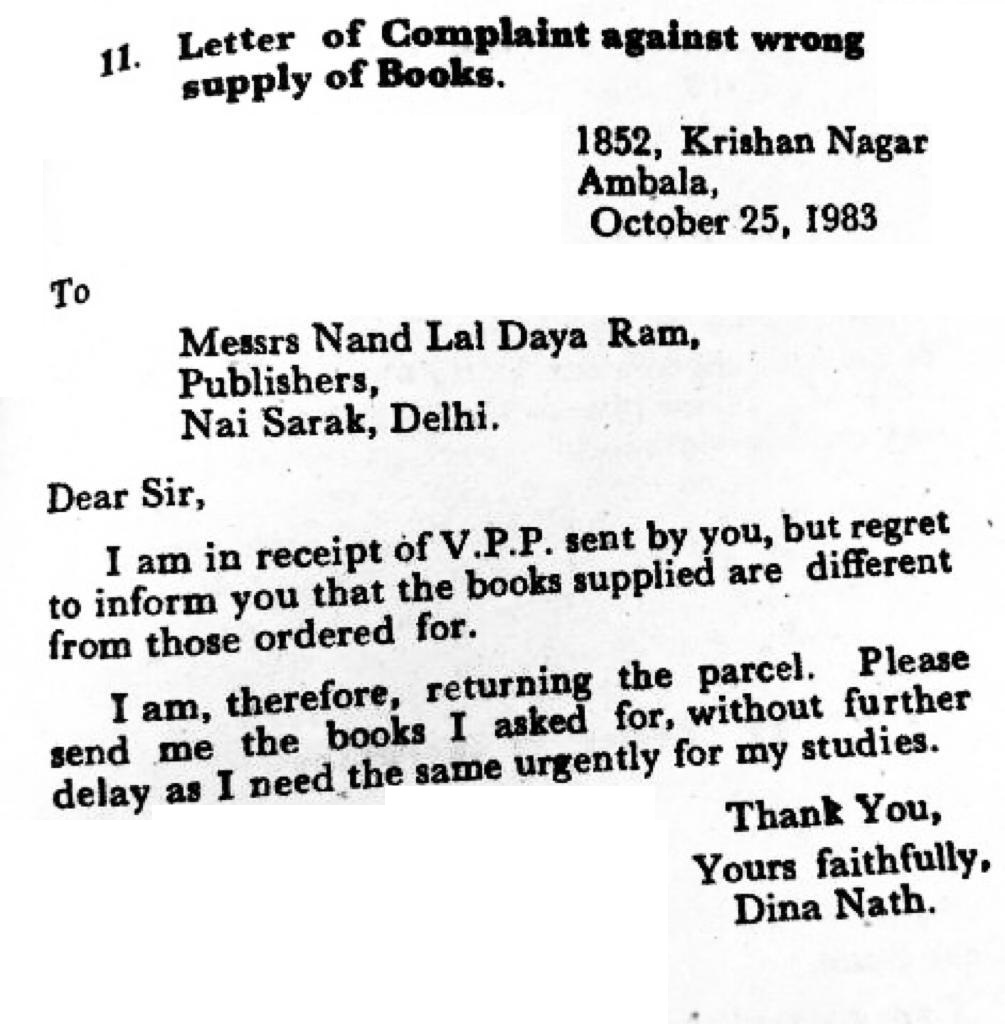 11. Letter of Complaint against wrong
supply of Books.
1852, Krishan Nagar
Ambala,
October 25, 1983
To
Messrs Nand Lal Daya Ram,
Publishers,
Nai Sarak, Delhi.
Dear Sir,
I am in receipt of V.P.P. sent by you, but regret
to inform you that the books supplied are different
from those ordered for.
I am, therefore, returning the parcel. Please
send me the books I asked for, without further
delay as I need the same urgently for my studies.
Thank You,
Yours faithfully,
Dina Nath.